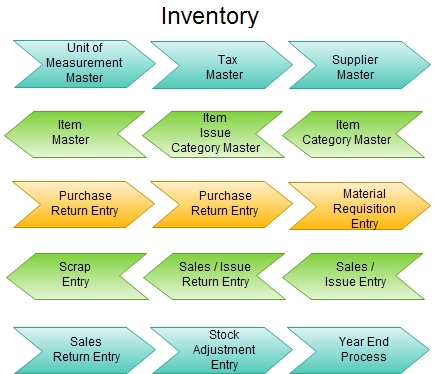 Inventory
Unit of
Measurement
Master
Tax
Master
Supplier
Master
Item
Master
Item
Issue
Category Master
Item
Category Master
Purchase
Return Entry
Purchase
Return Entry
Material
Requisition
Entry
Scrap
Entry
Sales / Issue
Return Entry
Sales /
Issue Entry
Sales
Return Entry
Stock
Adjustment
Entry
Year End
Process